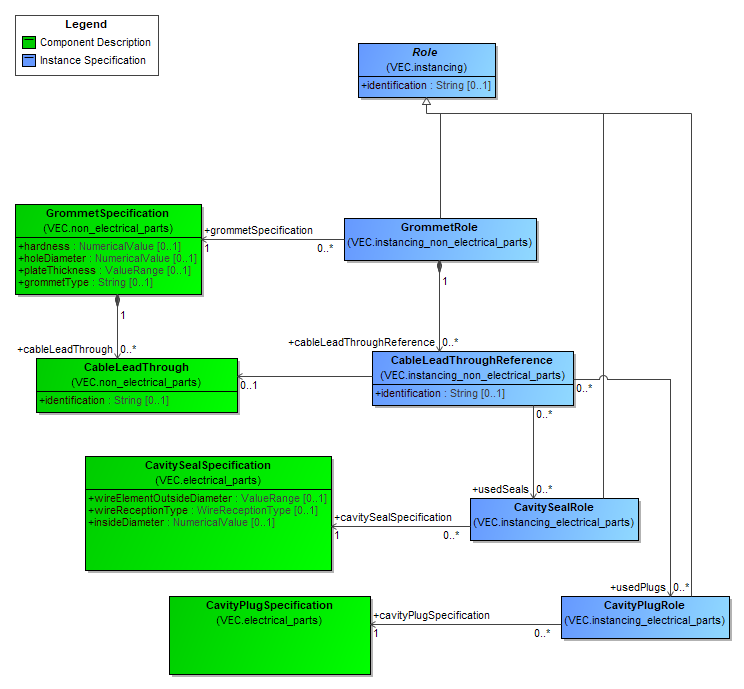 Legend
Component Description
Instance Specification
Role
(VEC.instancing)
+identification : String [0..1]
GrommetSpecification
(VEC.non_electrical_parts)
+hardness : NumericalValue [0..1]
+holeDiameter : NumericalValue [0..1]
+plateThickness : ValueRange [0..1]
+grommetType : String [0..1]
+grommetSpecification
1
0..*
GrommetRole
(VEC.instancing_non_electrical_parts)
1
1
+cableLeadThrough
0..*
+cableLeadThroughReference
0..*
CableLeadThrough
(VEC.non_electrical_parts)
+identification : String [0..1]
0..1
CableLeadThroughReference
(VEC.instancing_non_electrical_parts)
+identification : String [0..1]
0..*
0..*
CavitySealSpecification
(VEC.electrical_parts)
+wireElementOutsideDiameter : ValueRange [0..1]
+wireReceptionType : WireReceptionType [0..1]
+insideDiameter : NumericalValue [0..1]
+usedSeals
0..*
+cavitySealSpecification
1
0..*
CavitySealRole
(VEC.instancing_electrical_parts)
+usedPlugs
0..*
CavityPlugSpecification
(VEC.electrical_parts)
+cavityPlugSpecification
1
0..*
CavityPlugRole
(VEC.instancing_electrical_parts)